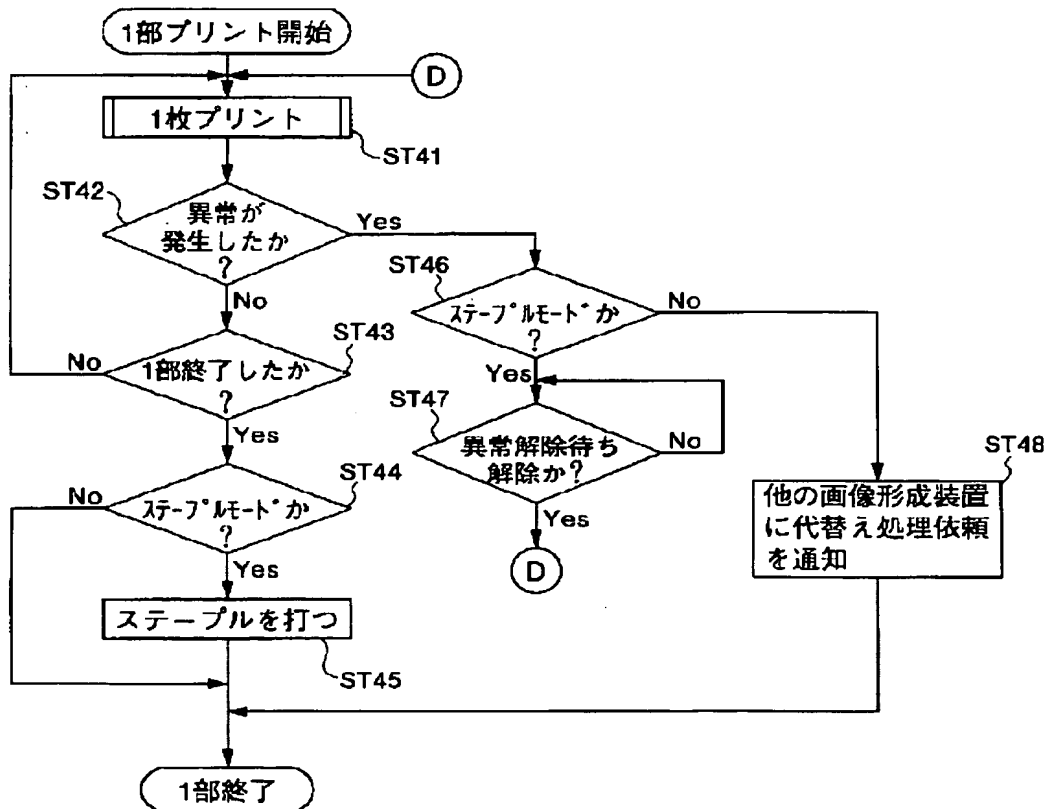 1部プリント開始
D
1枚プリント
ST41
ST42
異常が
発生したか
?
Yes
No
ST46
ステープルモードか
?
No
Yes
ST43
1部終了したか
?
No
Yes
ST47
異常解除待ち
解除か?
No
Yes
D
ST48
他の画像形成装置
に代替え処理依頼
を通知
ST44
ステープルモードか
?
No
Yes
ステープルを打つ
ST45
1部終了